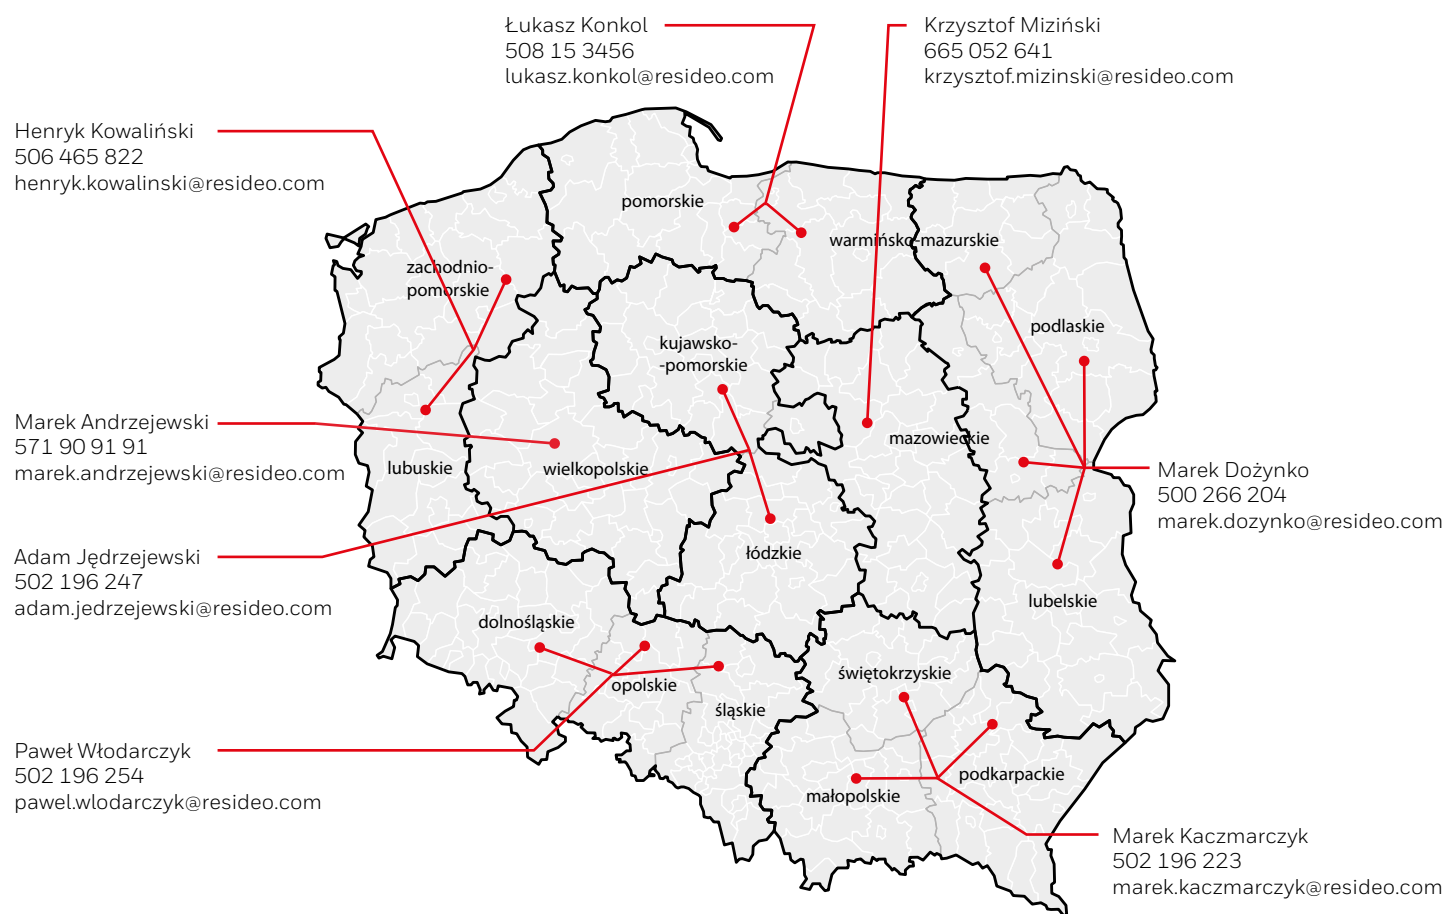 Łukasz Konkol
508 15 3456
lukasz.konkol@resideo.com
Krzysztof Miziński
665 052 641
krzysztof.mizinski@resideo.com
Henryk Kowaliński
506 465 822
henryk.kowalinski@resideo.com
pomorskie
warmińsko-mazurskie
zachodnio-
pomorskie
podlaskie
kujawsko-
-pomorskie
Marek Andrzejewski
571 90 91 91
marek.andrzejewski@resideo.com
lubuskie
wielkopolskie
mazowieckie
Marek Dożynko
500 266 204
marek.dozynko@resideo.com
Adam Jędrzejewski
502 196 247
adam.jedrzejewski@resideo.com
łódzkie
lubelskie
dolnośląskie
opolskie
śląskie
świętokrzyskie
Paweł Włodarczyk
502 196 254
pawel.wlodarczyk@resideo.com
małopolskie
podkarpackie
Marek Kaczmarczyk
502 196 223
marek.kaczmarczyk@resideo.com